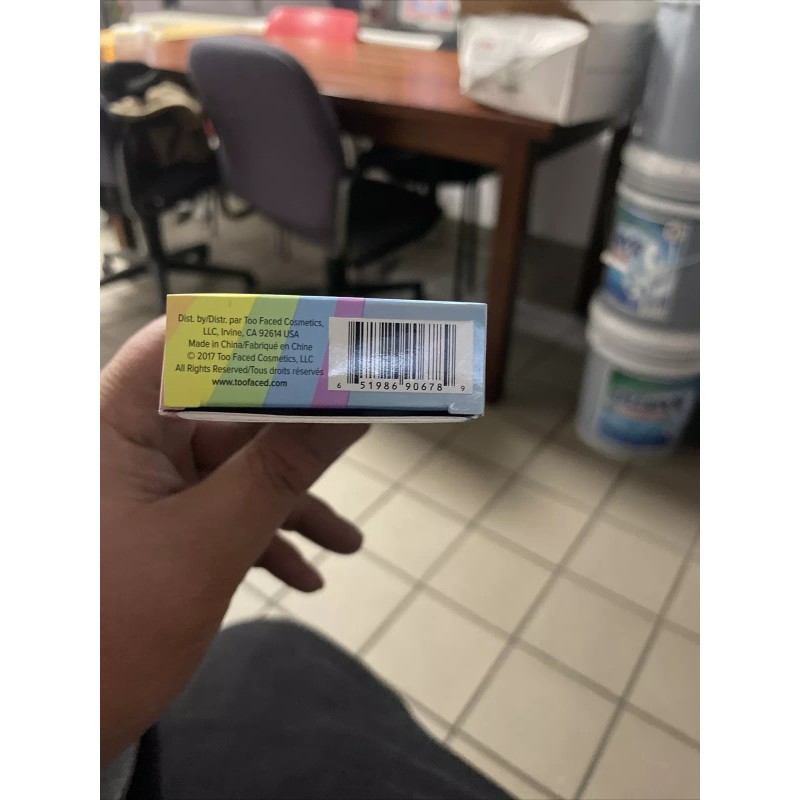 Dist. by/Distr. par Too Faced Cosmetics,
LLC, Irvine, CA 92614 USA
Made in China/Fabriqué en Chine
© 2017 Too Faced Cosmetics, LLC
All Rights Reserved/Tous droits réservés
www.toofaced.com
6 51986 90678 9